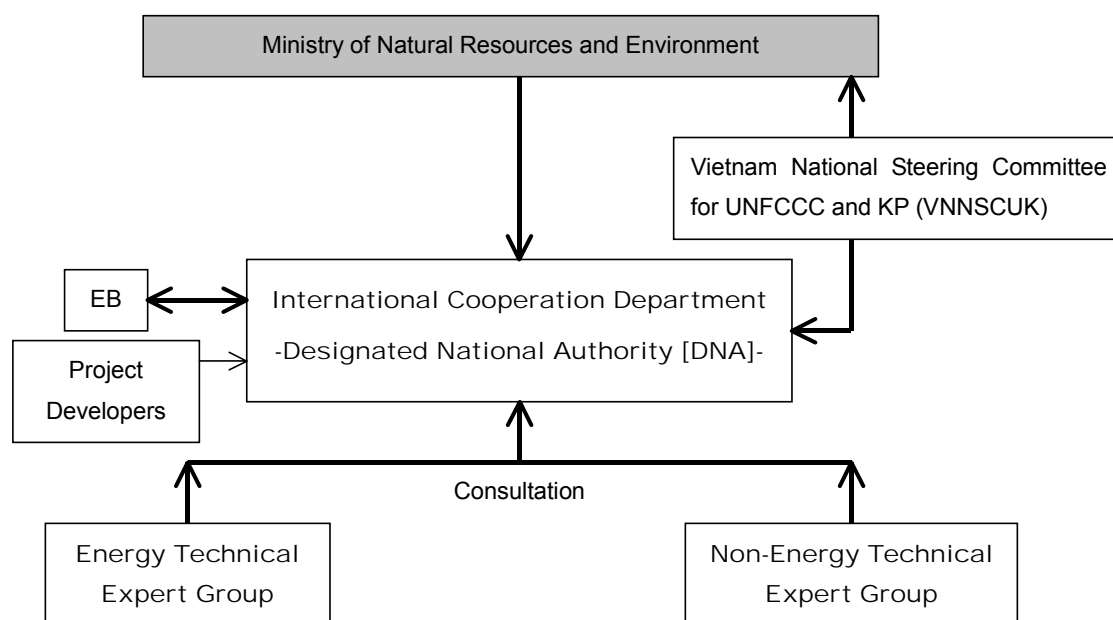 Ministry of Natural Resources and Environment
Vietnam National Steering Committee
for UNFCCC and KP (VNNSCUK)
EB
International Cooperation Department
-Designated National Authority [DNA]-
Project
Developers
Consultation
Energy Technical
Expert Group
Non-Energy Technical
Expert Group